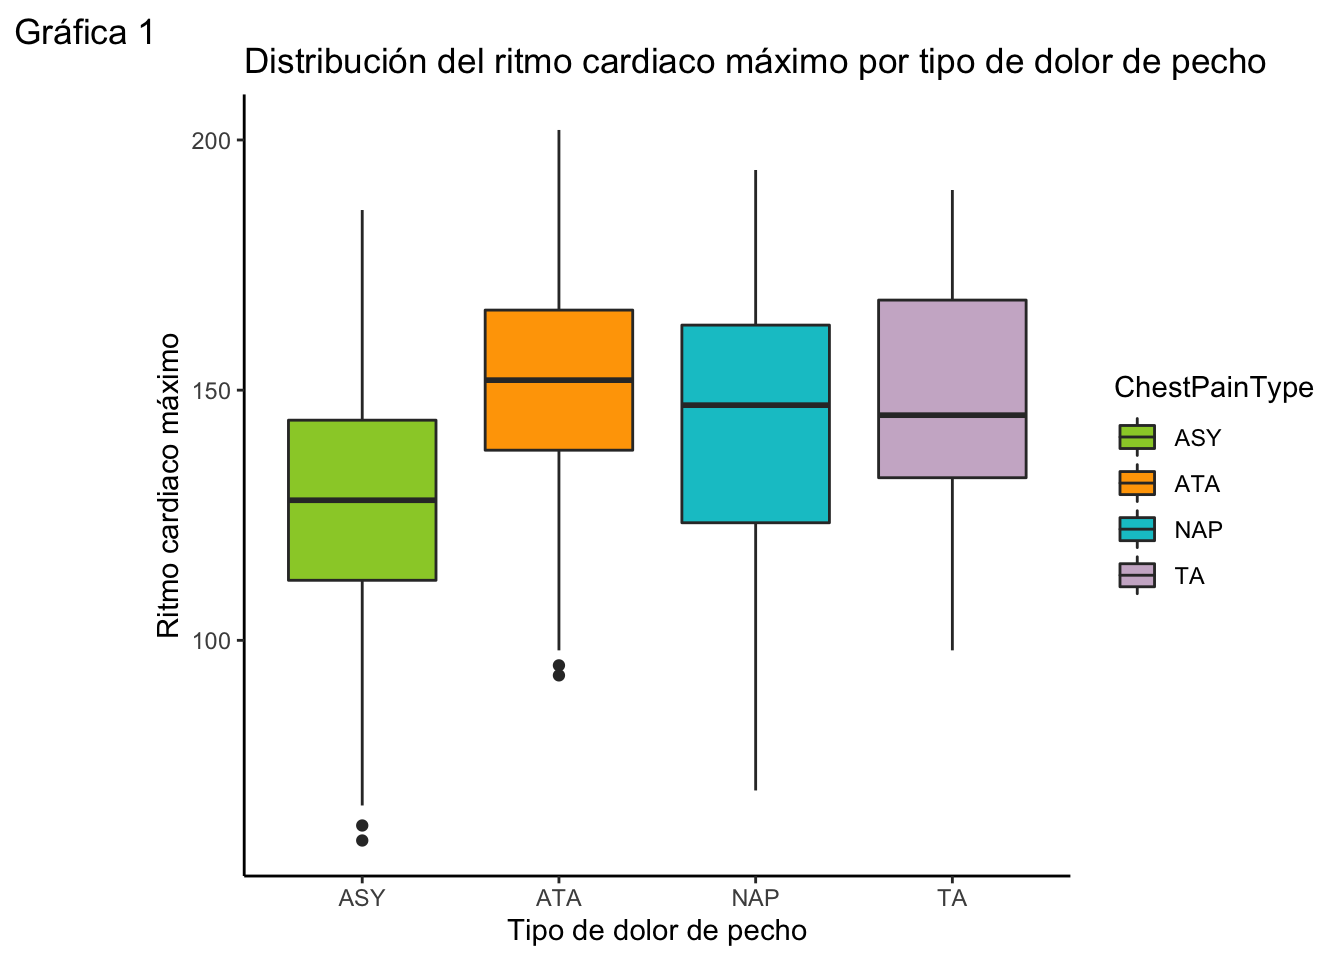 Gráfica 1
Distribución del ritmo cardiaco máximo por tipo de dolor de pecho
Ritmo cardiaco máximo
200
150
100
ASY
ATA
NAP
TA
Tipo de dolor de pecho
ChestPainType
ASY
ATA
NAP
TA